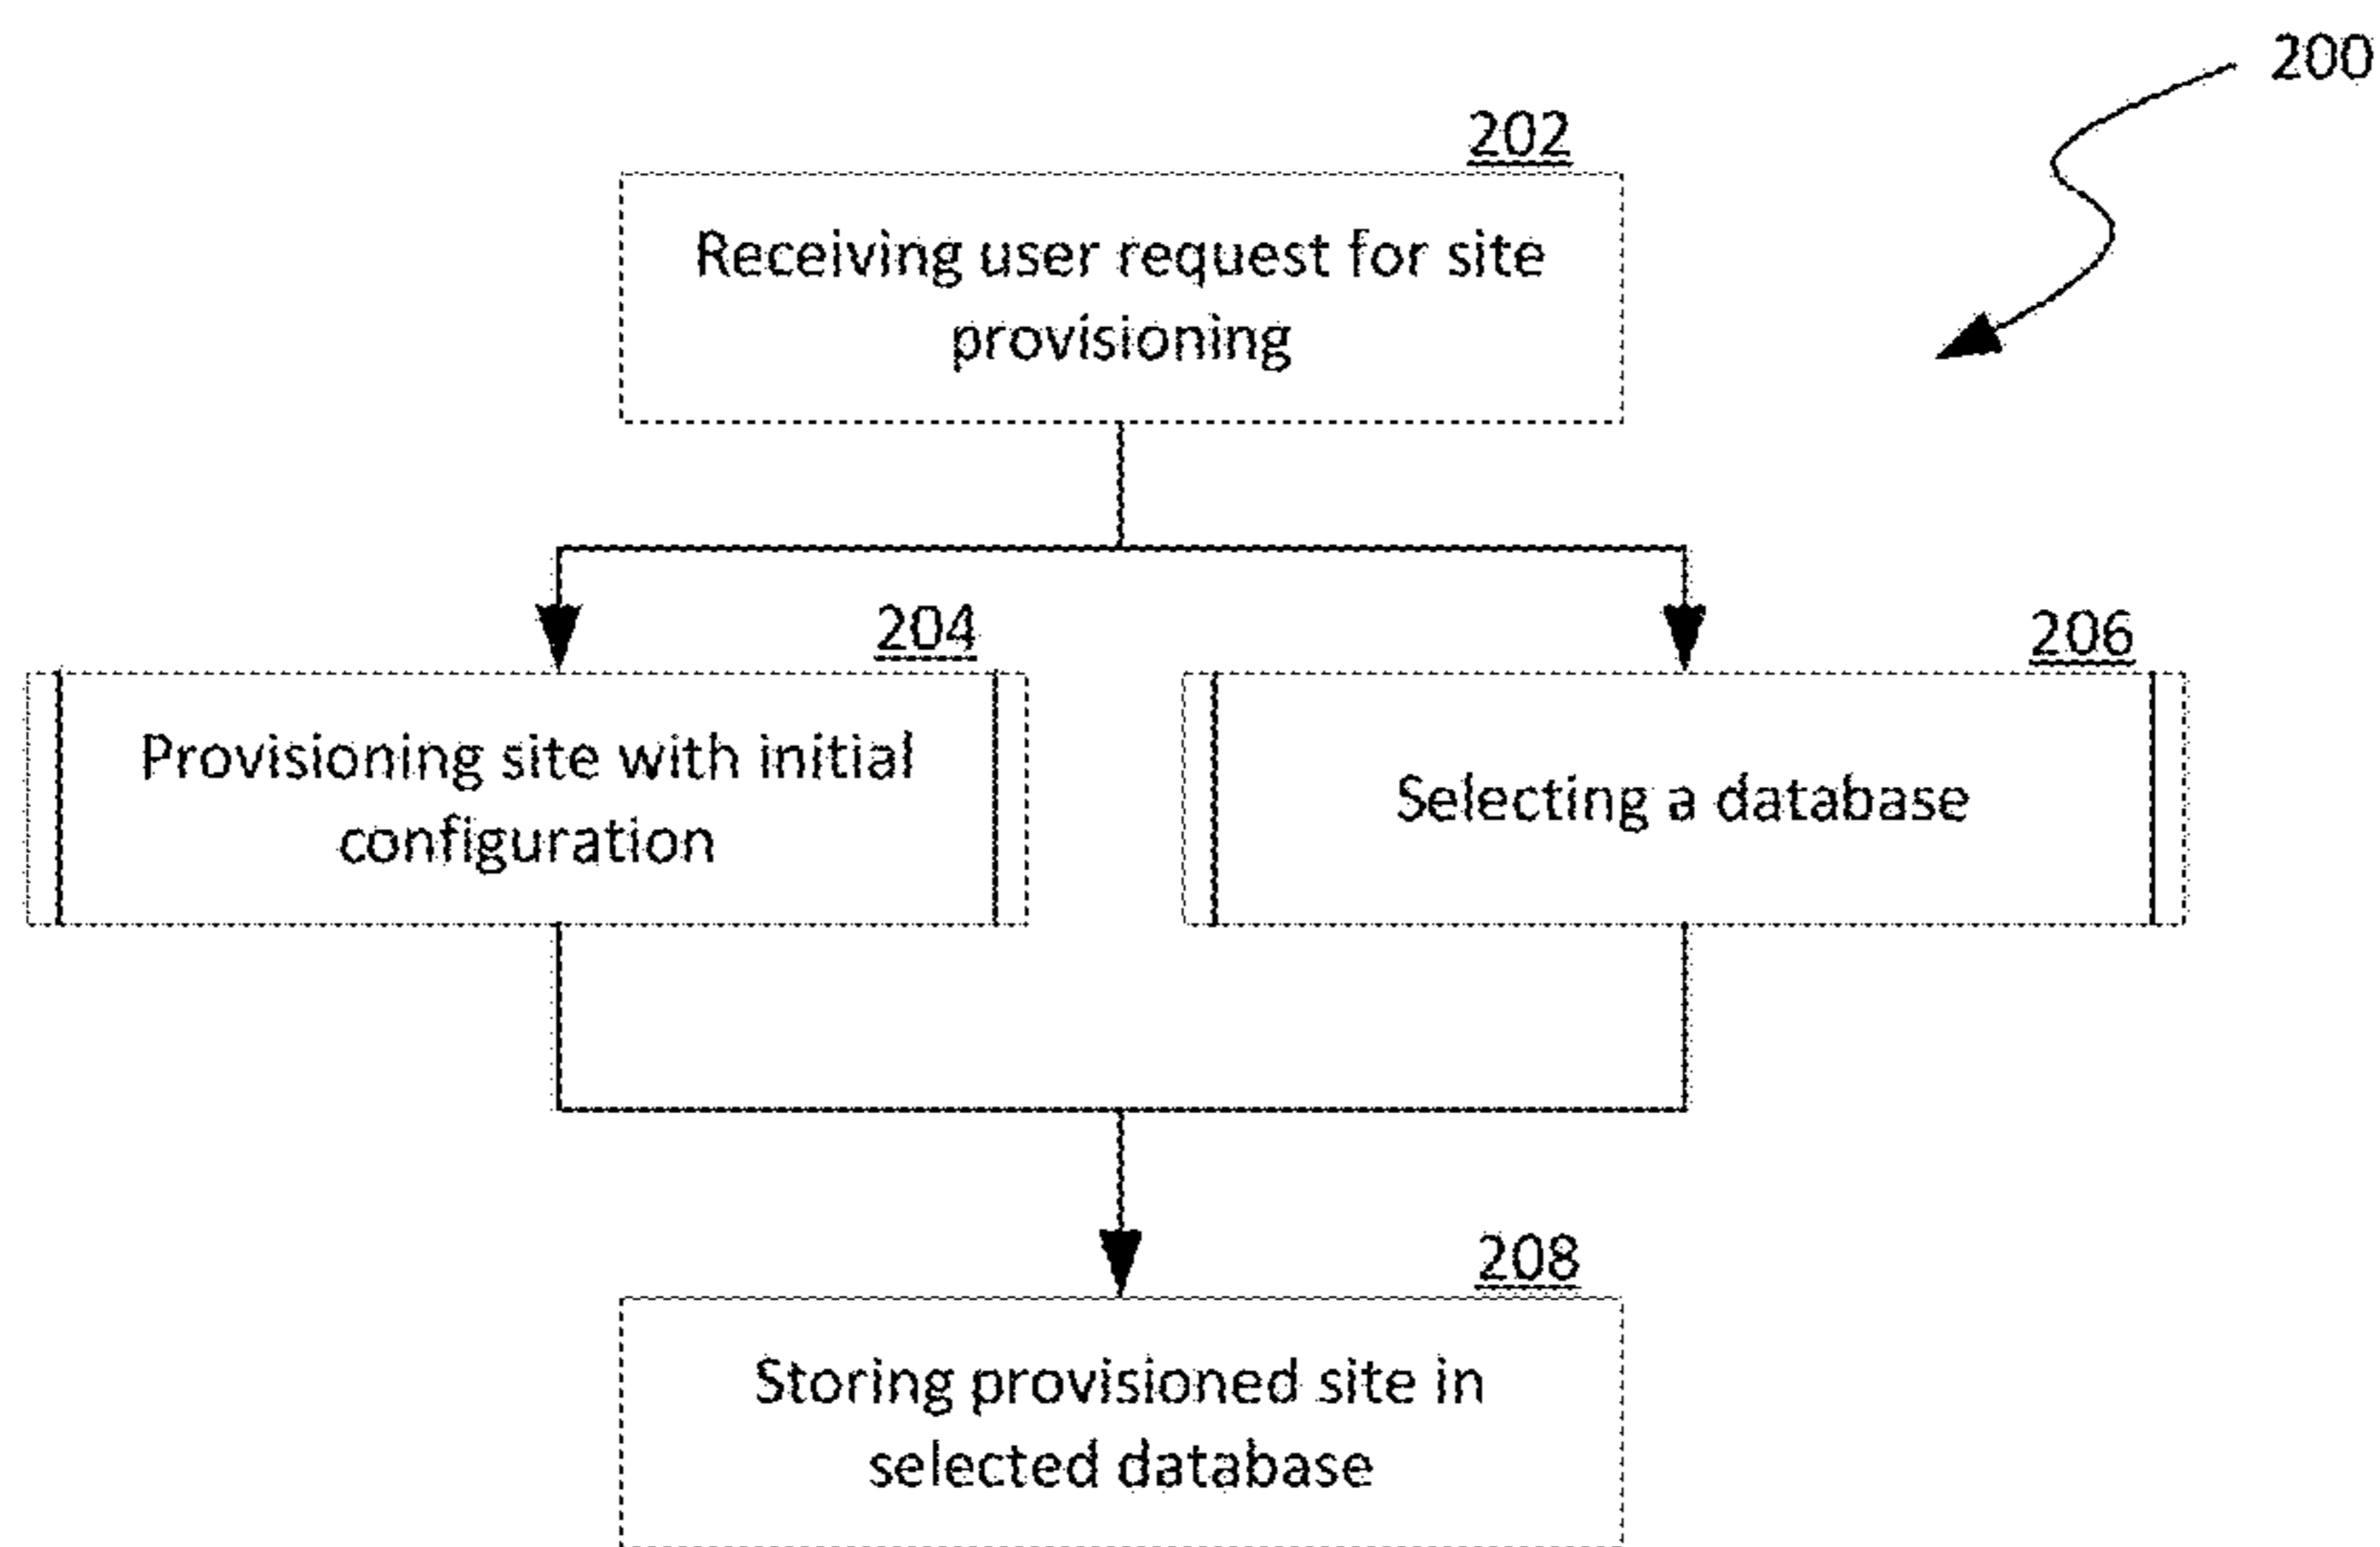 200
202
Receiving user request for site
provisioning
204
Provisioning site with initial
configuration
206
Selecting a database
208
Storing provisioned site in
selected database